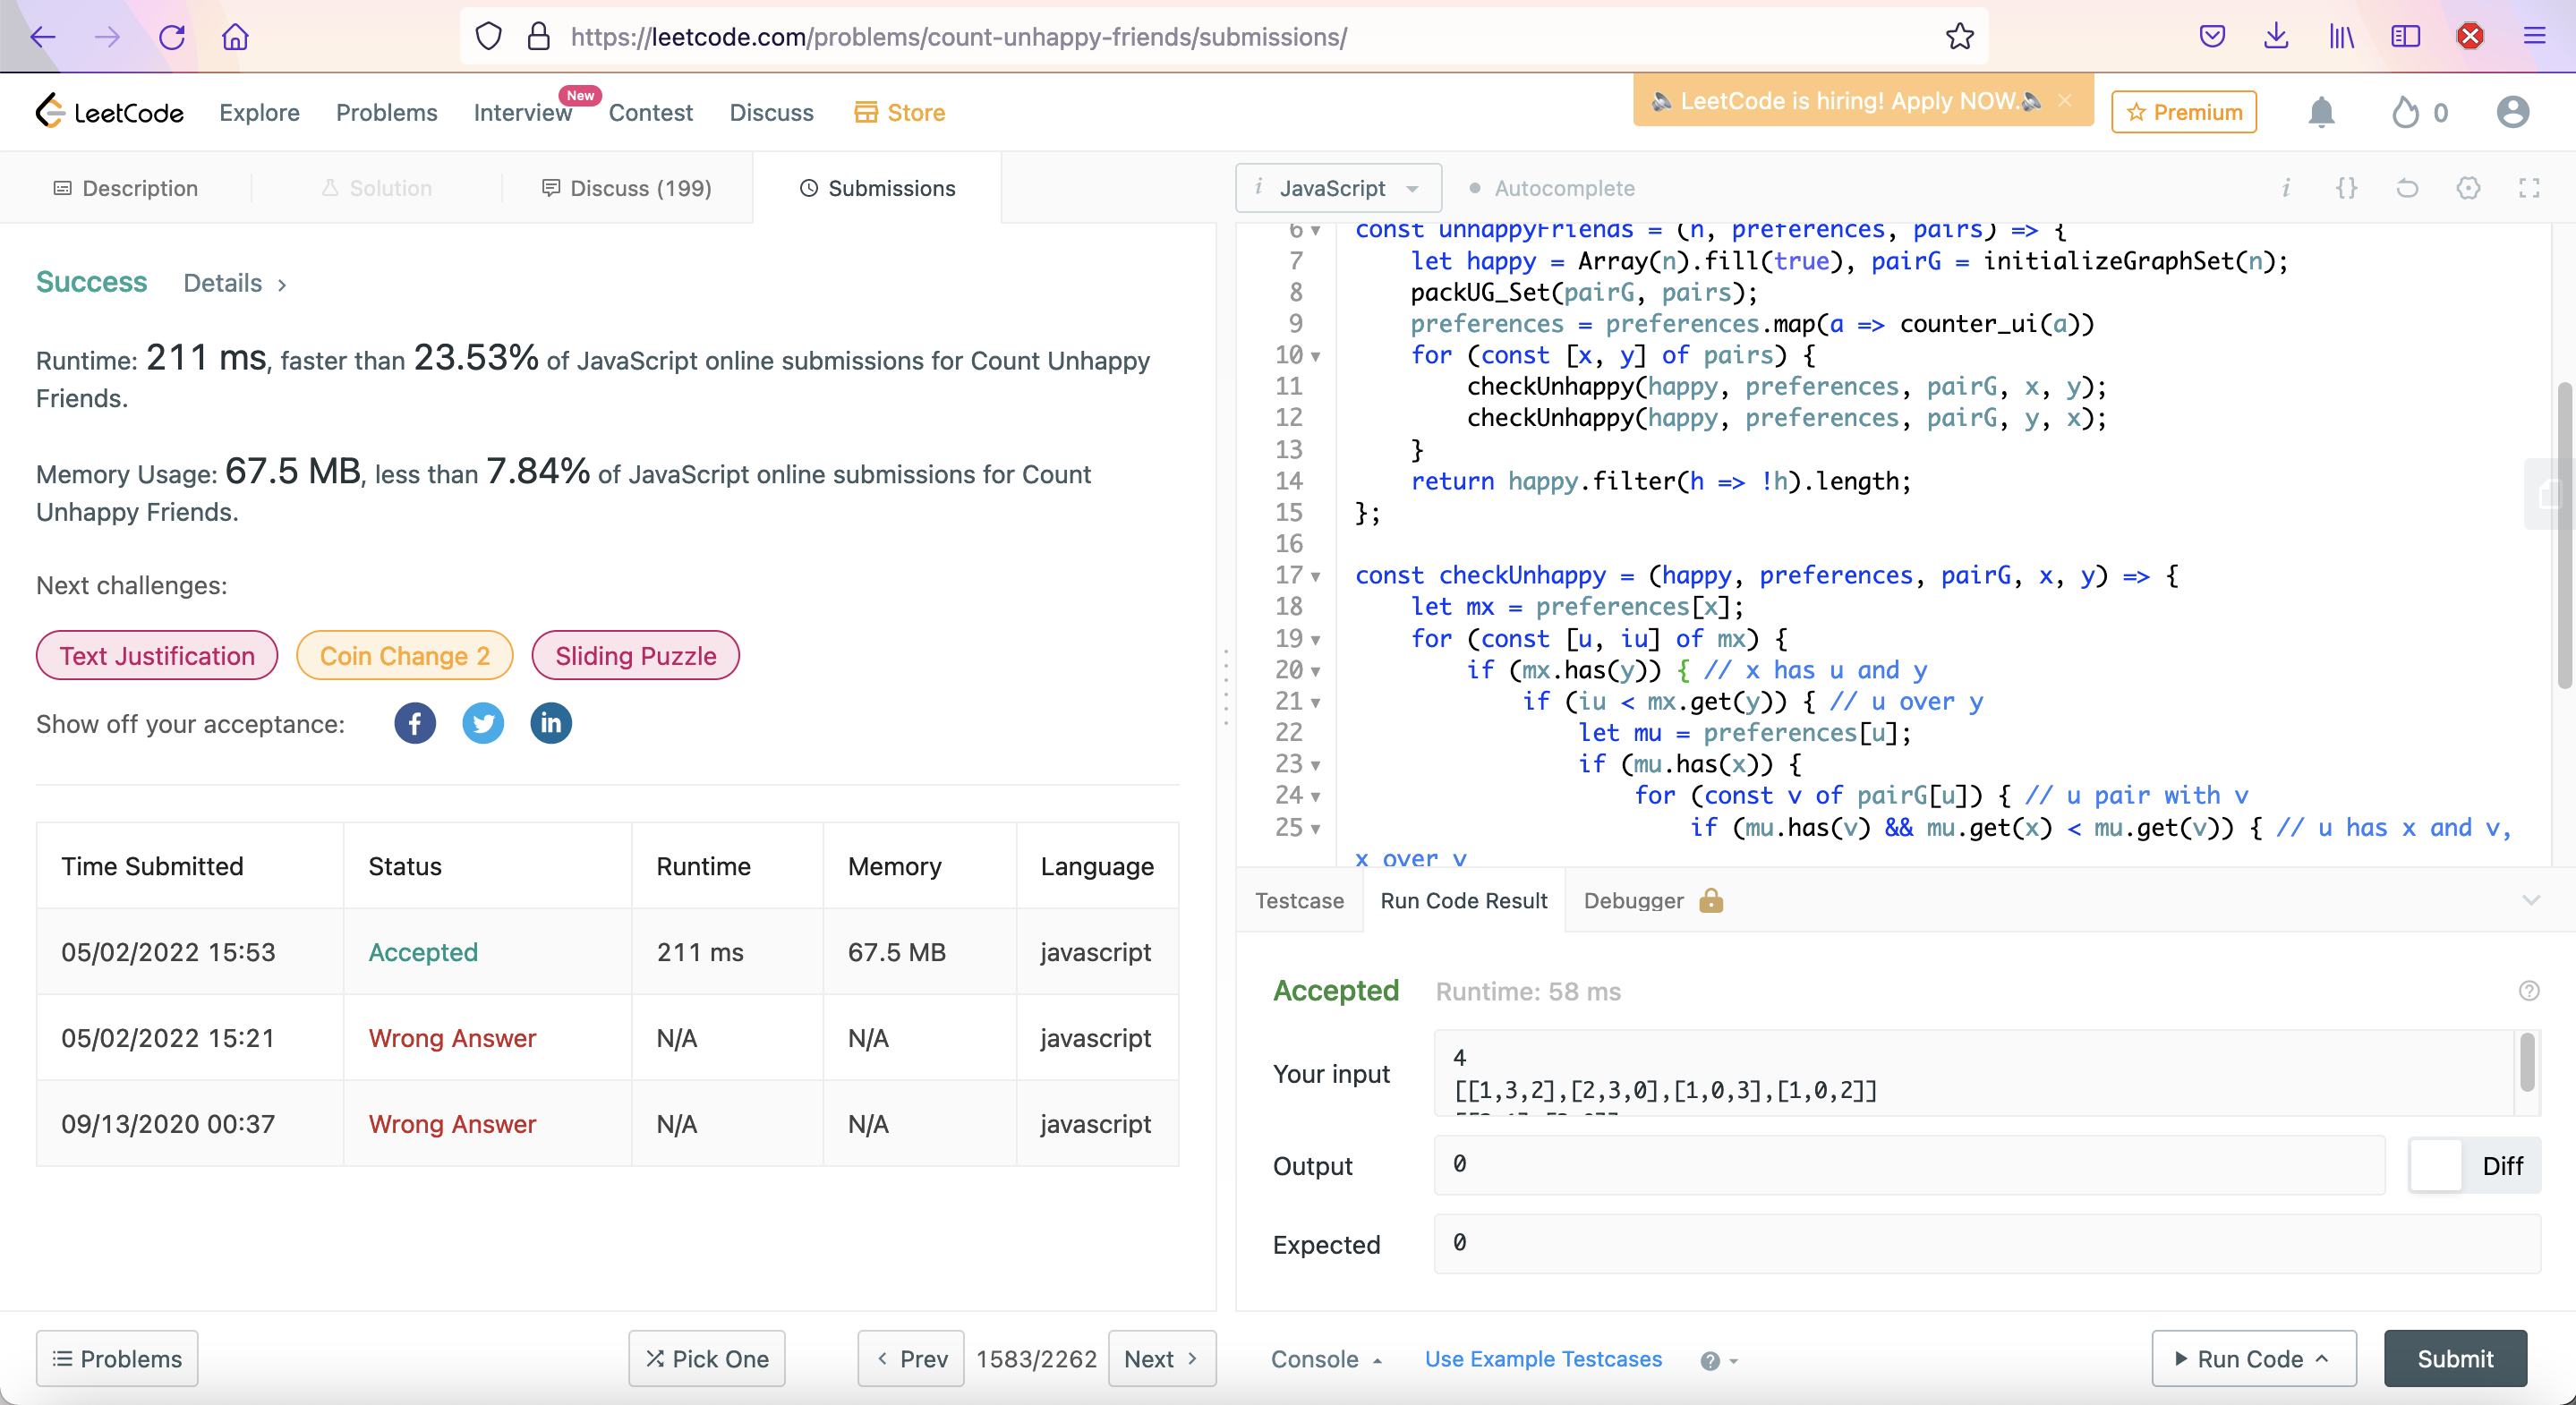 https://leetcode.com/problems/count-unhappy-friends/submissions/
LeetCode
Explore
Problems
Interview
New
Contest
Discuss
Store
LeetCode is hiring! Apply NOW.
Premium
0
Description
Solution
Discuss (199)
Submissions
i JavaScript
Autocomplete
Success
Details
Runtime: 211 ms, faster than 23.53% of JavaScript online submissions for Count Unhappy
Friends.
Memory Usage: 67.5 MB, less than 7.84% of JavaScript online submissions for Count
Unhappy Friends.
Next challenges:
Text Justification
Coin Change 2
Sliding Puzzle
Show off your acceptance:
Time Submitted Status Runtime Memory Language
05/02/2022 15:53 Accepted 211 ms 67.5 MB javascript
05/02/2022 15:21 Wrong Answer N/A N/A javascript
09/13/2020 00:37 Wrong Answer N/A N/A javascript
6 const unhappyFriends = (n, preferences, pairs) => {
7 let happy = Array(n).fill(true), pairG = initializeGraphSet(n);
8 packUG_Set(pairG, pairs);
9 preferences = preferences.map(a => counter_ui(a))
10 for (const [x, y] of pairs) {
11 checkUnhappy(happy, preferences, pairG, x, y);
12 checkUnhappy(happy, preferences, pairG, y, x);
13 }
14 return happy.filter(h => !h).length;
15 };
16
17 const checkUnhappy = (happy, preferences, pairG, x, y) => {
18 let mx = preferences[x];
19 for (const [u, iu] of mx) {
20 if (mx.has(y)) { // x has u and y
21 if (iu < mx.get(y)) { // u over y
22 let mu = preferences[u];
23 if (mu.has(x)) {
24 for (const v of pairG[u]) { // u pair with v
25 if (mu.has(v) && mu.get(x) < mu.get(v)) { // u has x and v,
x over v
Testcase
Run Code Result
Debugger
Accepted
Runtime: 58 ms
Your input
4
[[1,3,2],[2,3,0],[1,0,3],[1,0,2]]
Output
0
Diff
Expected
0
Problems
Pick One
Prev
1583/2262
Next
Console
Use Example Testcases
Run Code
Submit